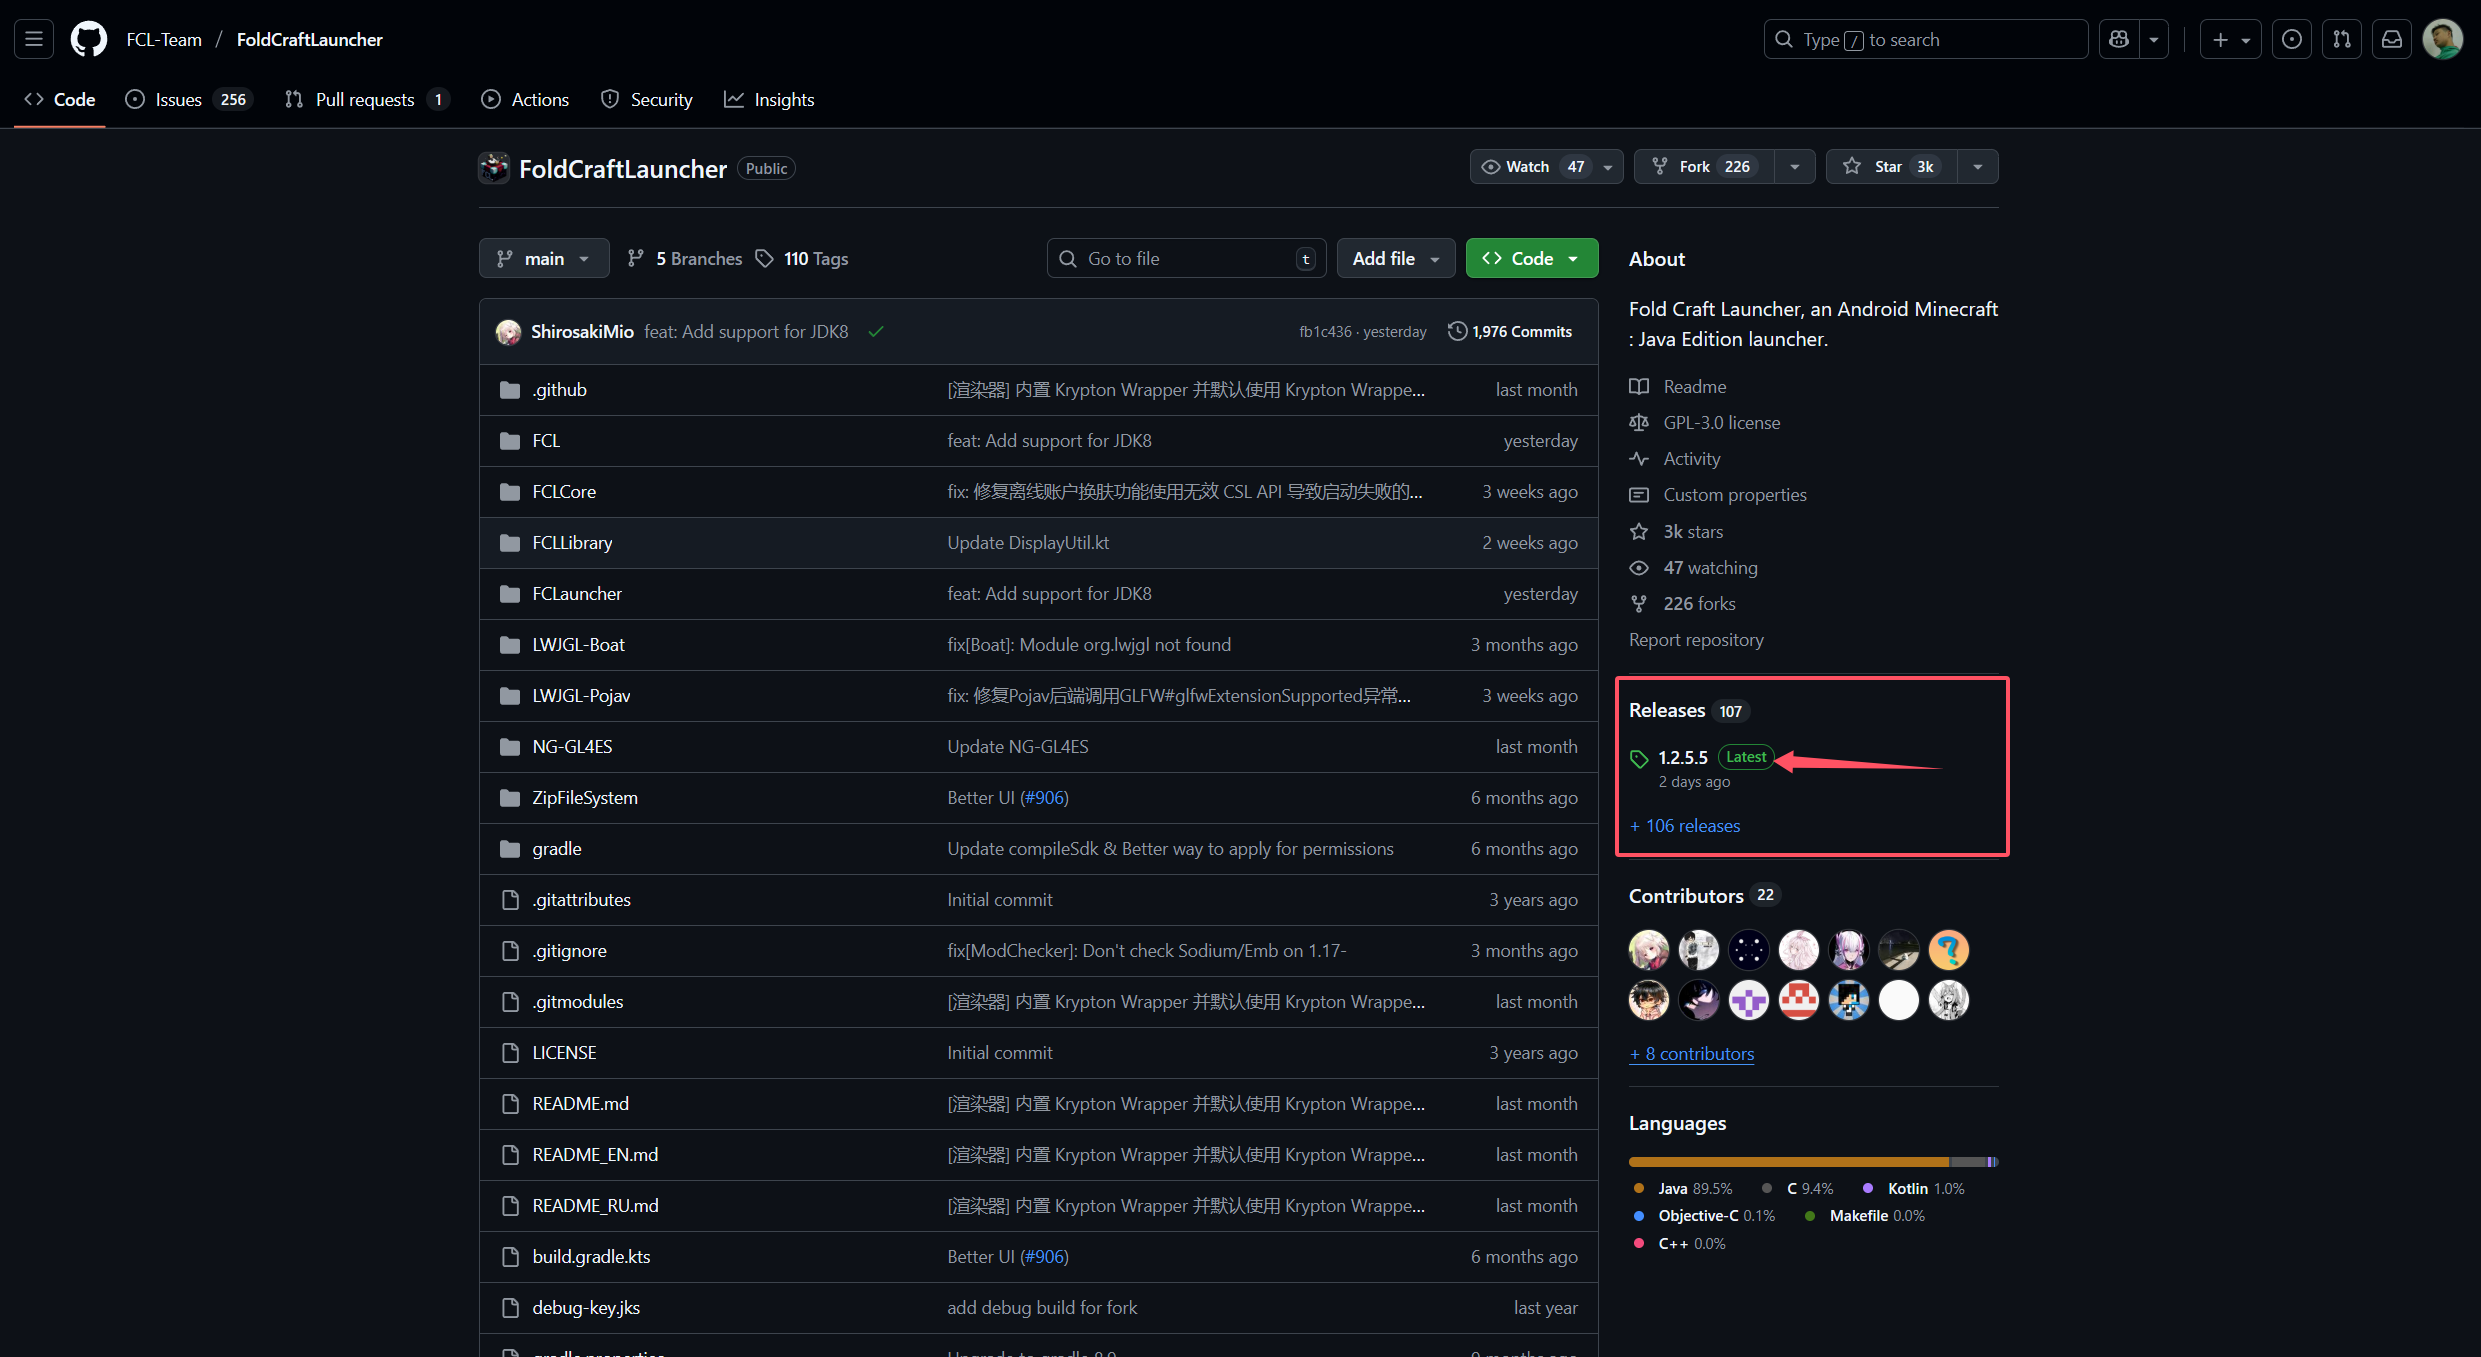 FCL-Team / FoldCraftLauncher
Type / to search
Code
Issues 256
Pull requests 1
Actions
Security
Insights
FoldCraftLauncher Public
Watch 47
Fork 226
Star 3k
main
5 Branches
110 Tags
Go to file t
Add file
Code
ShirosakiMio feat: Add support for JDK8 fb1c436 · yesterday 1,976 Commits
.github [渲染器] 内置 Krypton Wrapper 并默认使用 Krypton Wrappe... last month
FCL feat: Add support for JDK8 yesterday
FCLCore fix: 修复离线账户换肤功能使用无效 CSL API 导致启动失败的... 3 weeks ago
FCLLibrary Update DisplayUtil.kt 2 weeks ago
FCLauncher feat: Add support for JDK8 yesterday
LWJGL-Boat fix[Boat]: Module org.lwjgl not found 3 months ago
LWJGL-Pojav fix: 修复Pojav后端调用GLFW#glfwExtensionSupported异常... 3 weeks ago
NG-GL4ES Update NG-GL4ES last month
ZipFileSystem Better UI (#906) 6 months ago
gradle Update compileSdk & Better way to apply for permissions 6 months ago
.gitattributes Initial commit 3 years ago
.gitignore fix[ModChecker]: Don't check Sodium/Emb on 1.17- 3 months ago
.gitmodules [渲染器] 内置 Krypton Wrapper 并默认使用 Krypton Wrappe... last month
LICENSE Initial commit 3 years ago
README.md [渲染器] 内置 Krypton Wrapper 并默认使用 Krypton Wrappe... last month
README_EN.md [渲染器] 内置 Krypton Wrapper 并默认使用 Krypton Wrappe... last month
README_RU.md [渲染器] 内置 Krypton Wrapper 并默认使用 Krypton Wrappe... last month
build.gradle.kts Better UI (#906) 6 months ago
debug-key.jks add debug build for fork last year
About
Fold Craft Launcher, an Android Minecraft
: Java Edition launcher.
Readme
GPL-3.0 license
Activity
Custom properties
3k stars
47 watching
226 forks
Report repository
Releases 107
1.2.5.5 Latest
2 days ago
+ 106 releases
Contributors 22
+ 8 contributors
Languages
Java 89.5% C 9.4% Kotlin 1.0%
Objective-C 0.1% Makefile 0.0%
C++ 0.0%